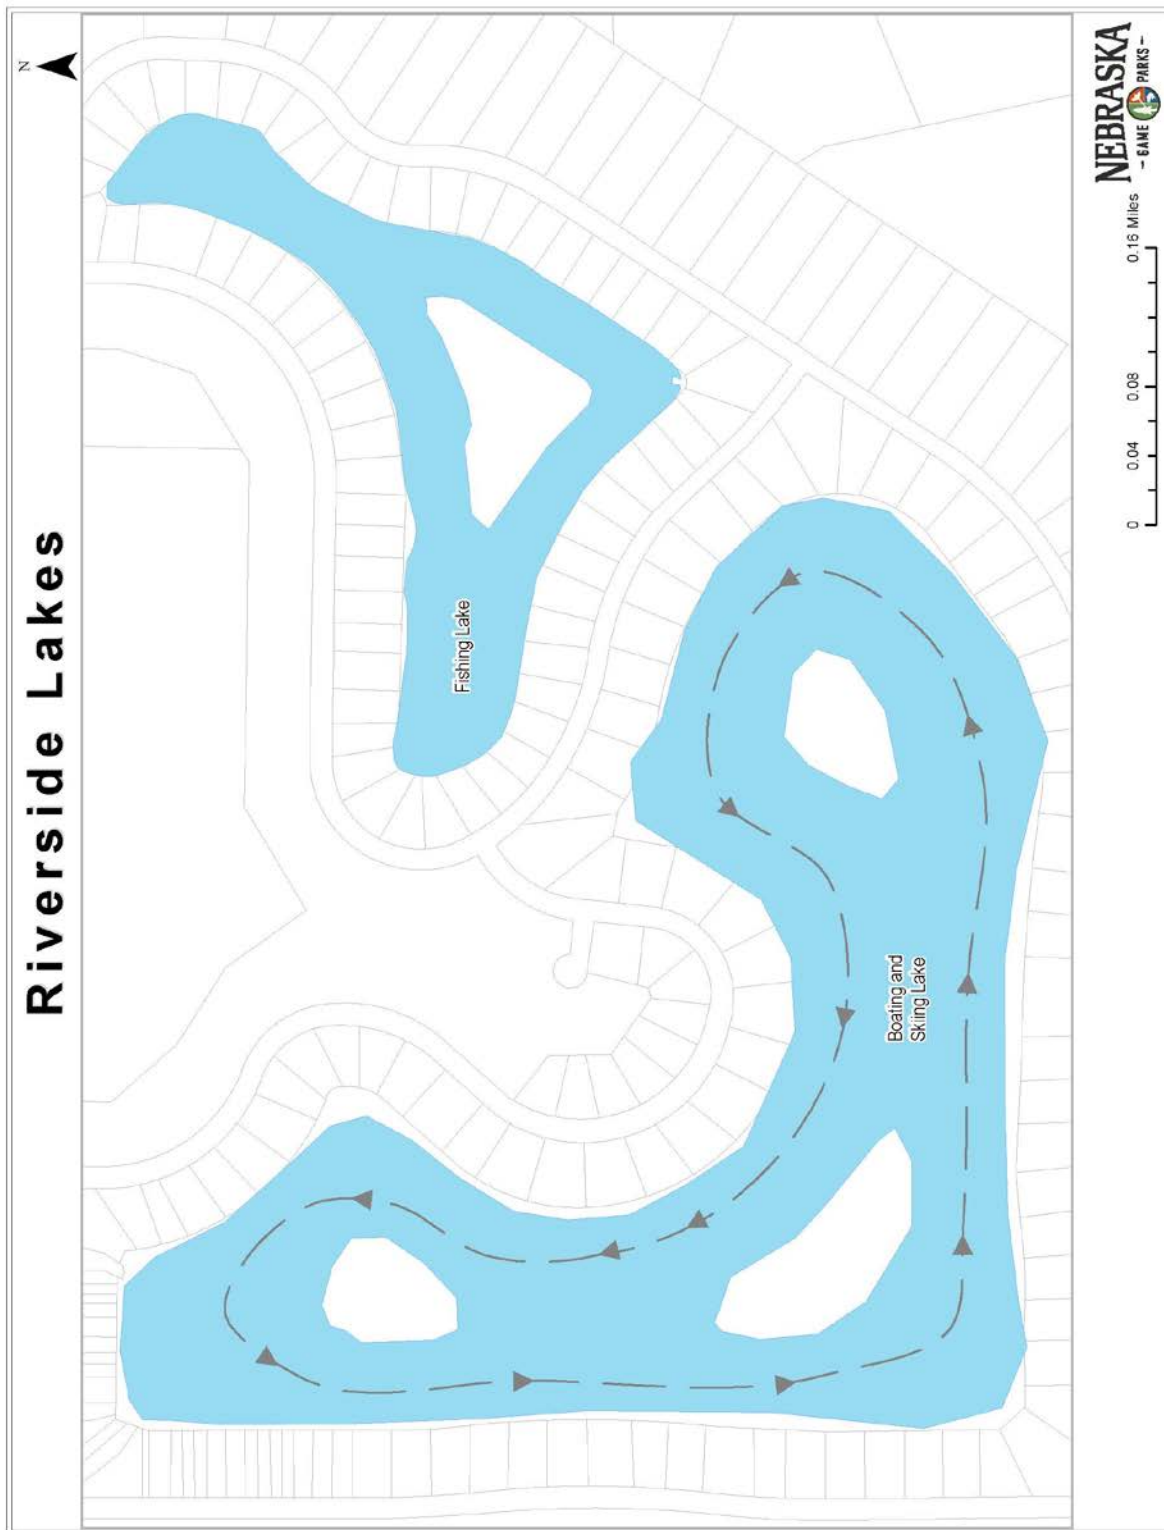 Riverside Lakes
N
Fishing Lake
Boating and
Skiing Lake
0 0.04 0.08 0.16 Miles
NEBRASKA
- GAME PARKS -